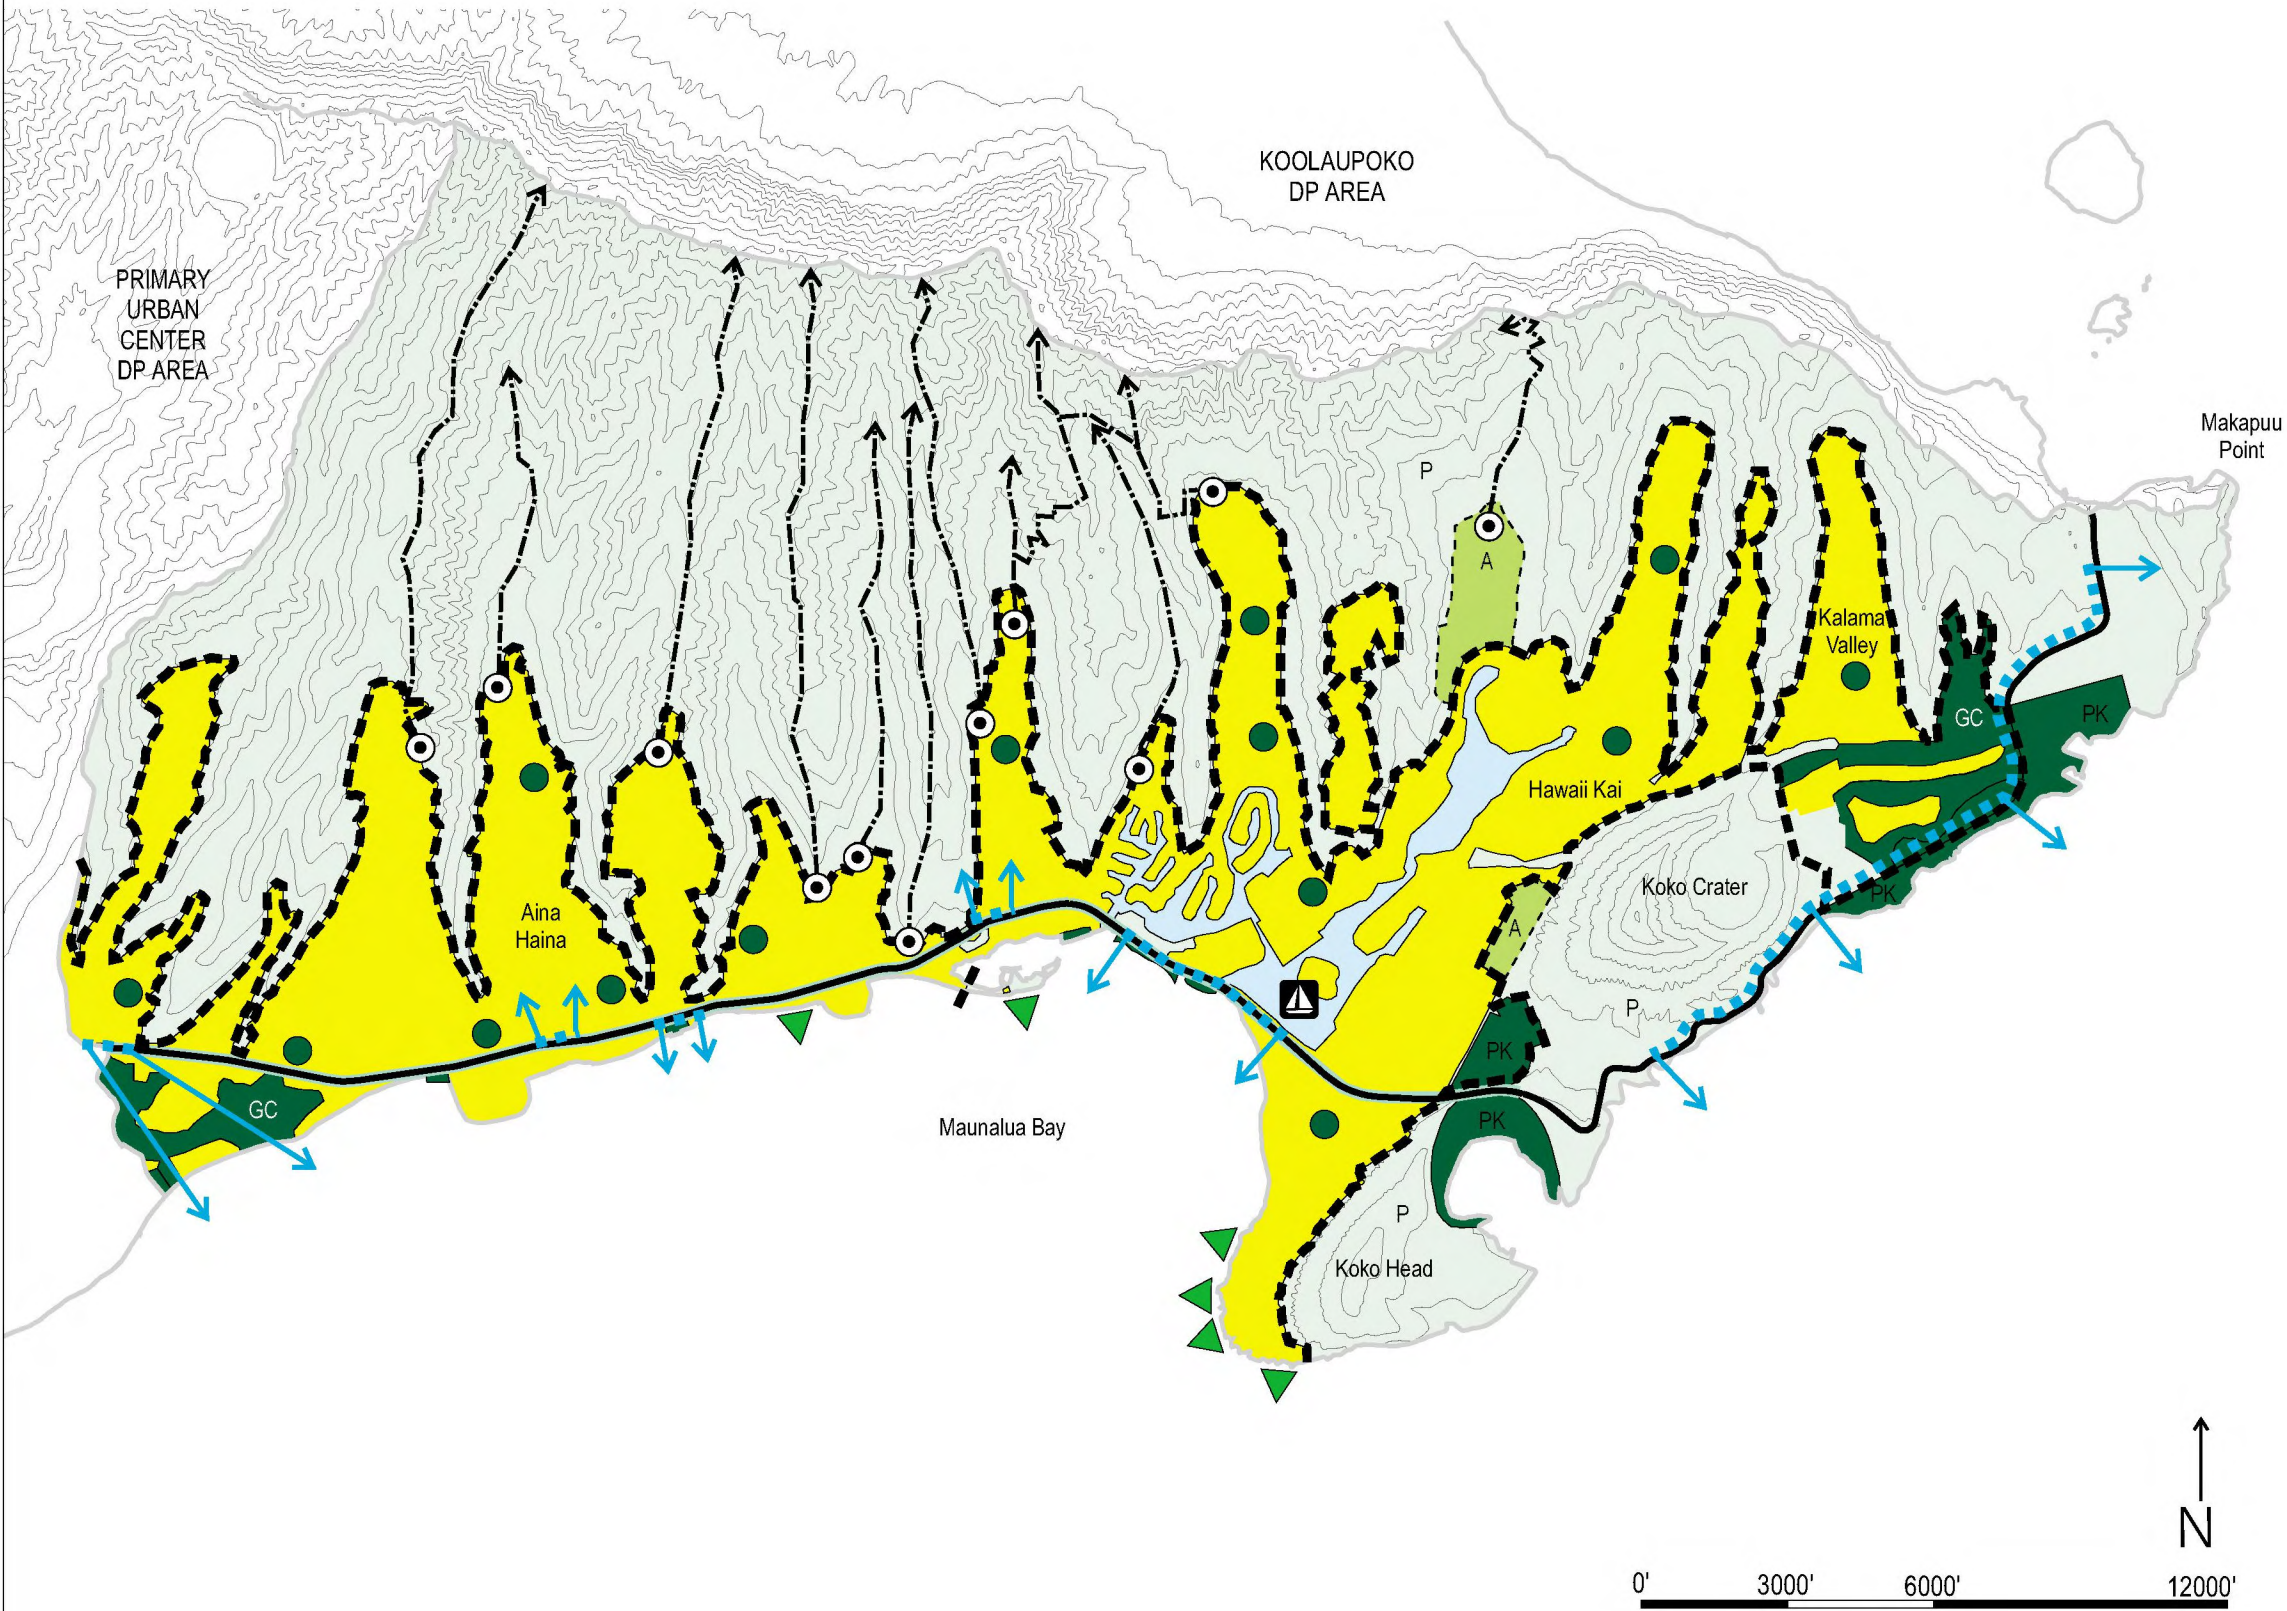 KOOLAUPOKO
DP AREA
PRIMARY
URBAN
CENTER
DP AREA
Makapuu
Point
P
A
Kalama
Valley
GC
PK
Hawaii Kai
Koko Crater
PK
Aina
Haina
A
P
PK
GC
PK
Maunalua Bay
P
Koko Head
N
0'
3000'
6000'
12000'